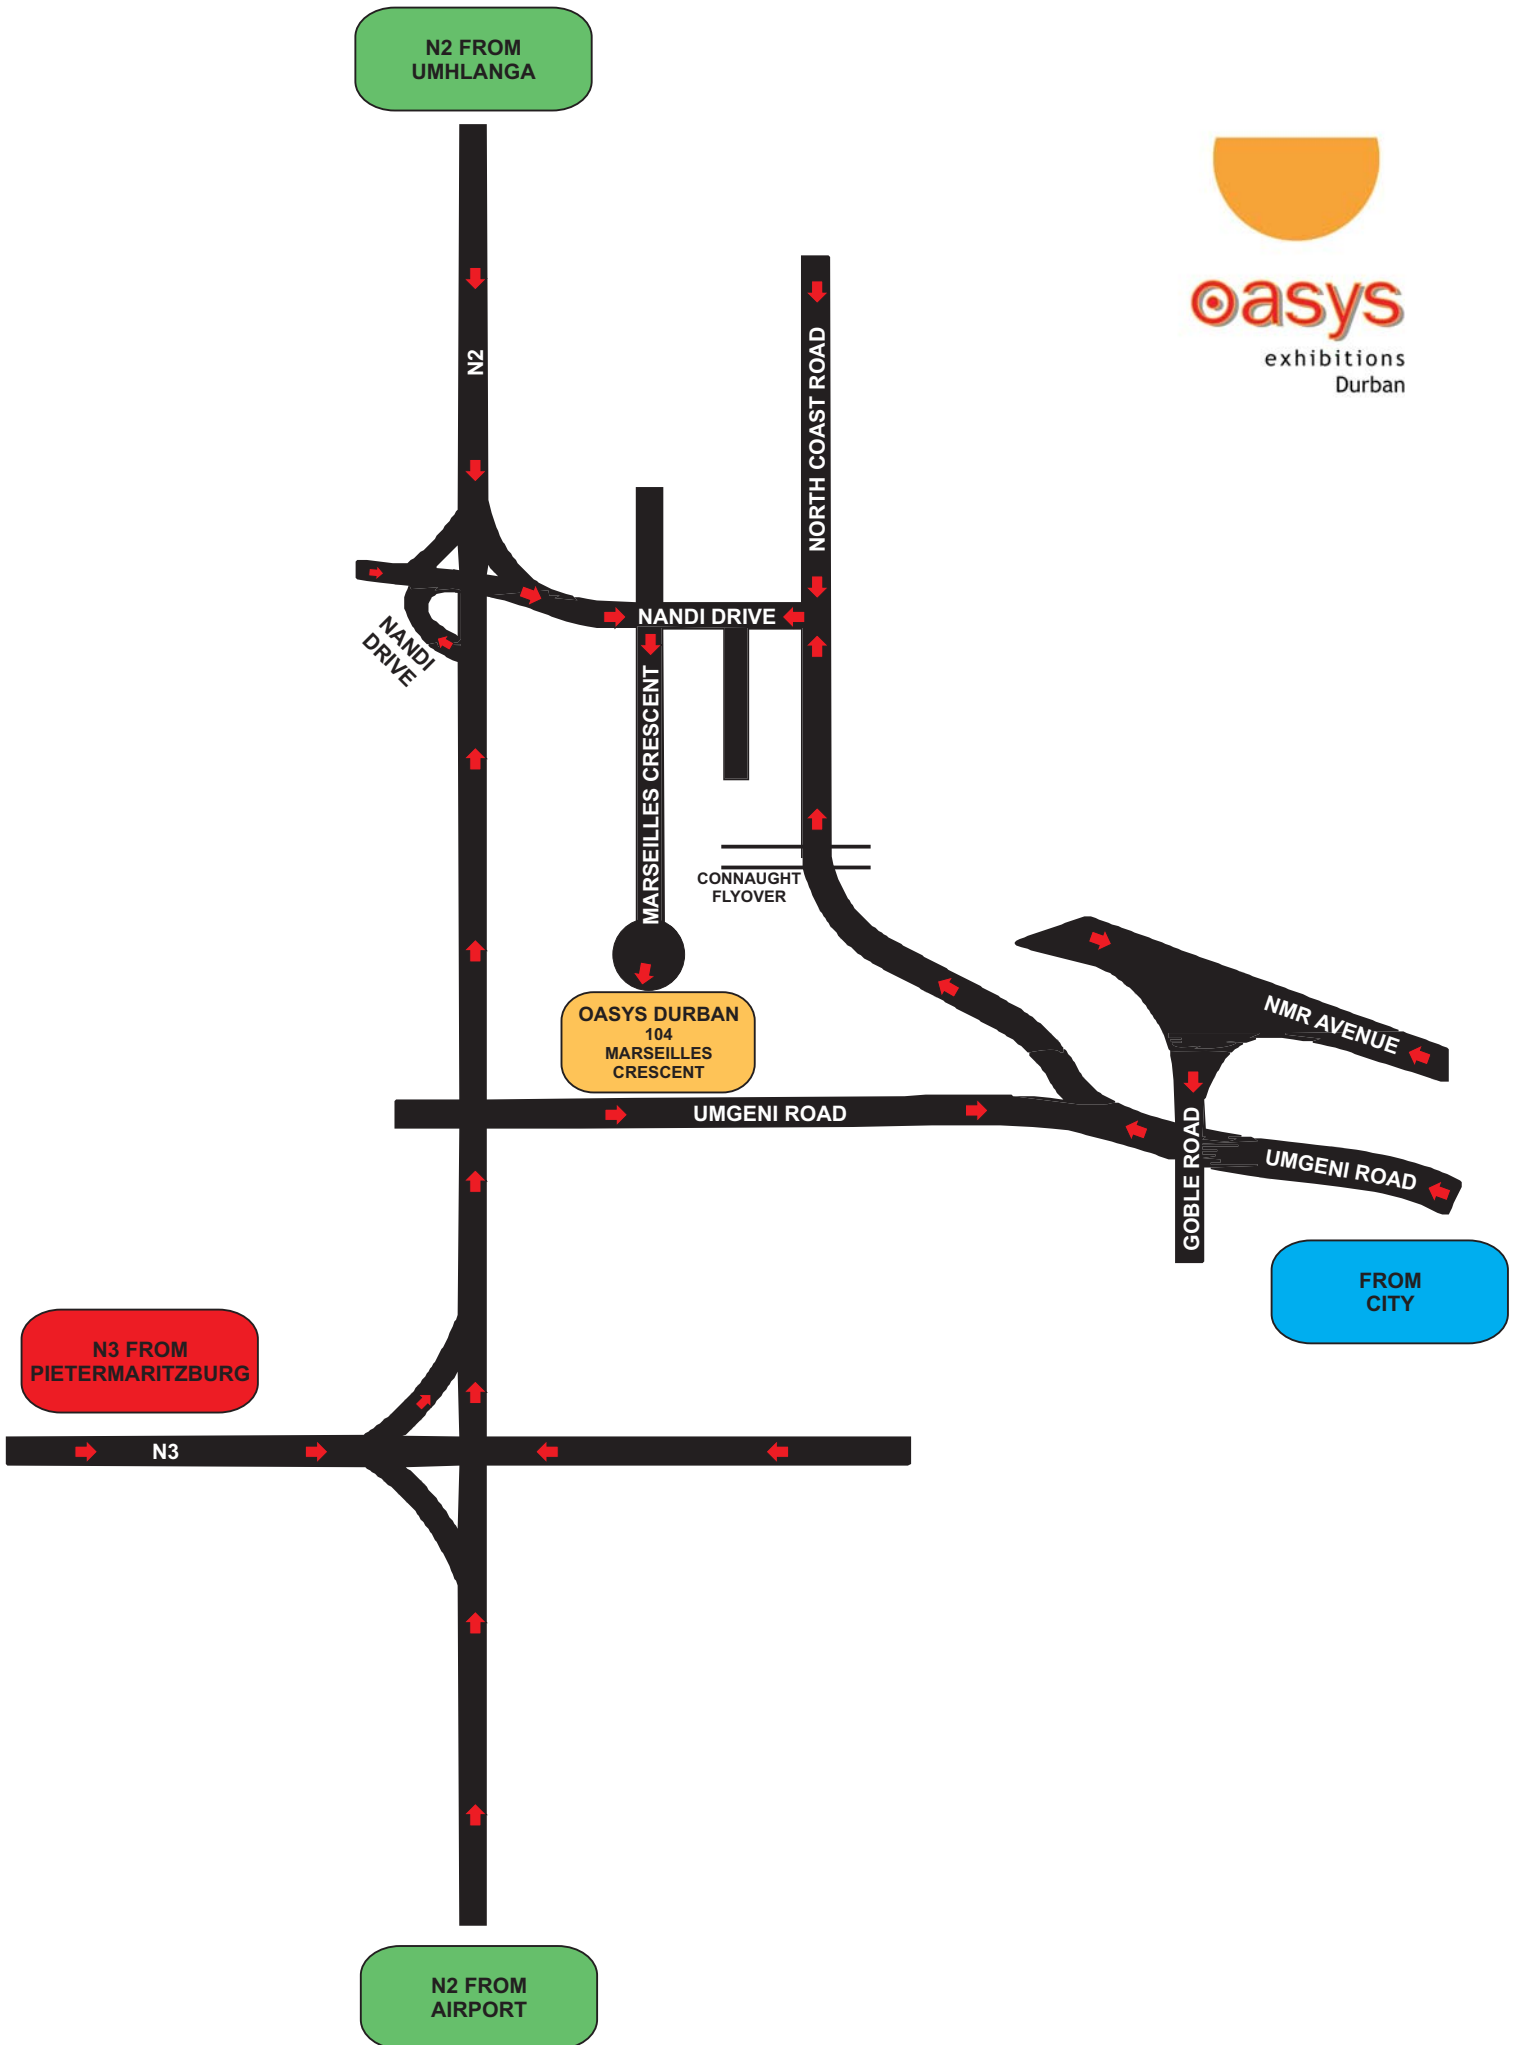 N2 FROM
UMHLANGA
oasys
exhibitions
Durban
N2
NORTH COAST ROAD
NANDI DRIVE
NANDI
DRIVE
MARSEILLES CRESCENT
CONNAUGHT
FLYOVER
NMR AVENUE
OASYS DURBAN
104
MARSEILLES
CRESCENT
UMGENI ROAD
GOBLE ROAD
UMGENI ROAD
FROM
CITY
N3 FROM
PIETERMARITZBURG
N3
N2 FROM
AIRPORT